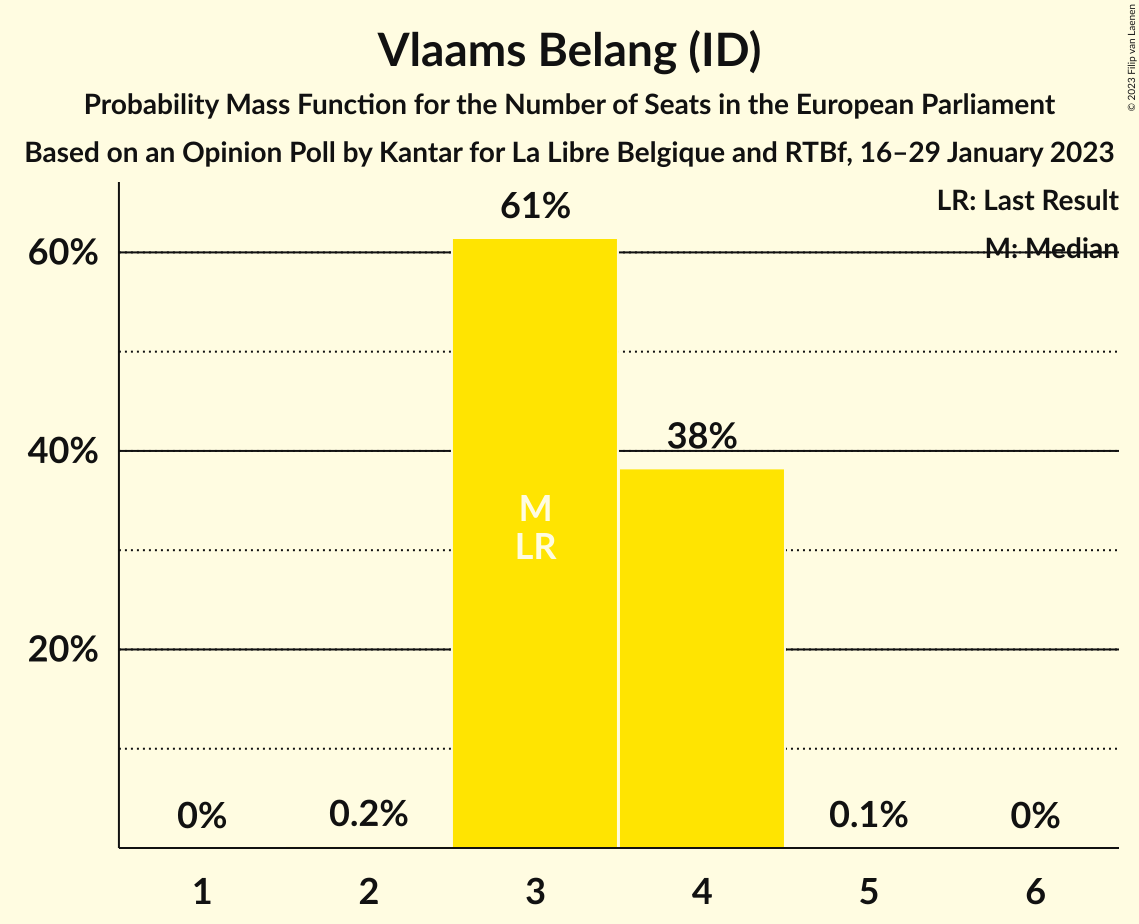 Vlaams Belang (ID)
Probability Mass Function for the Number of Seats in the European Parliament
Based on an Opinion Poll by Kantar for La Libre Belgique and RTBf, 16–29 January 2023
© 2023 Filip van Laenen
LR: Last Result
M: Median
61%
60%
38%
40%
M
LR
20%
0%
0.2%
0.1%
0%
1 2 3 4 5 6